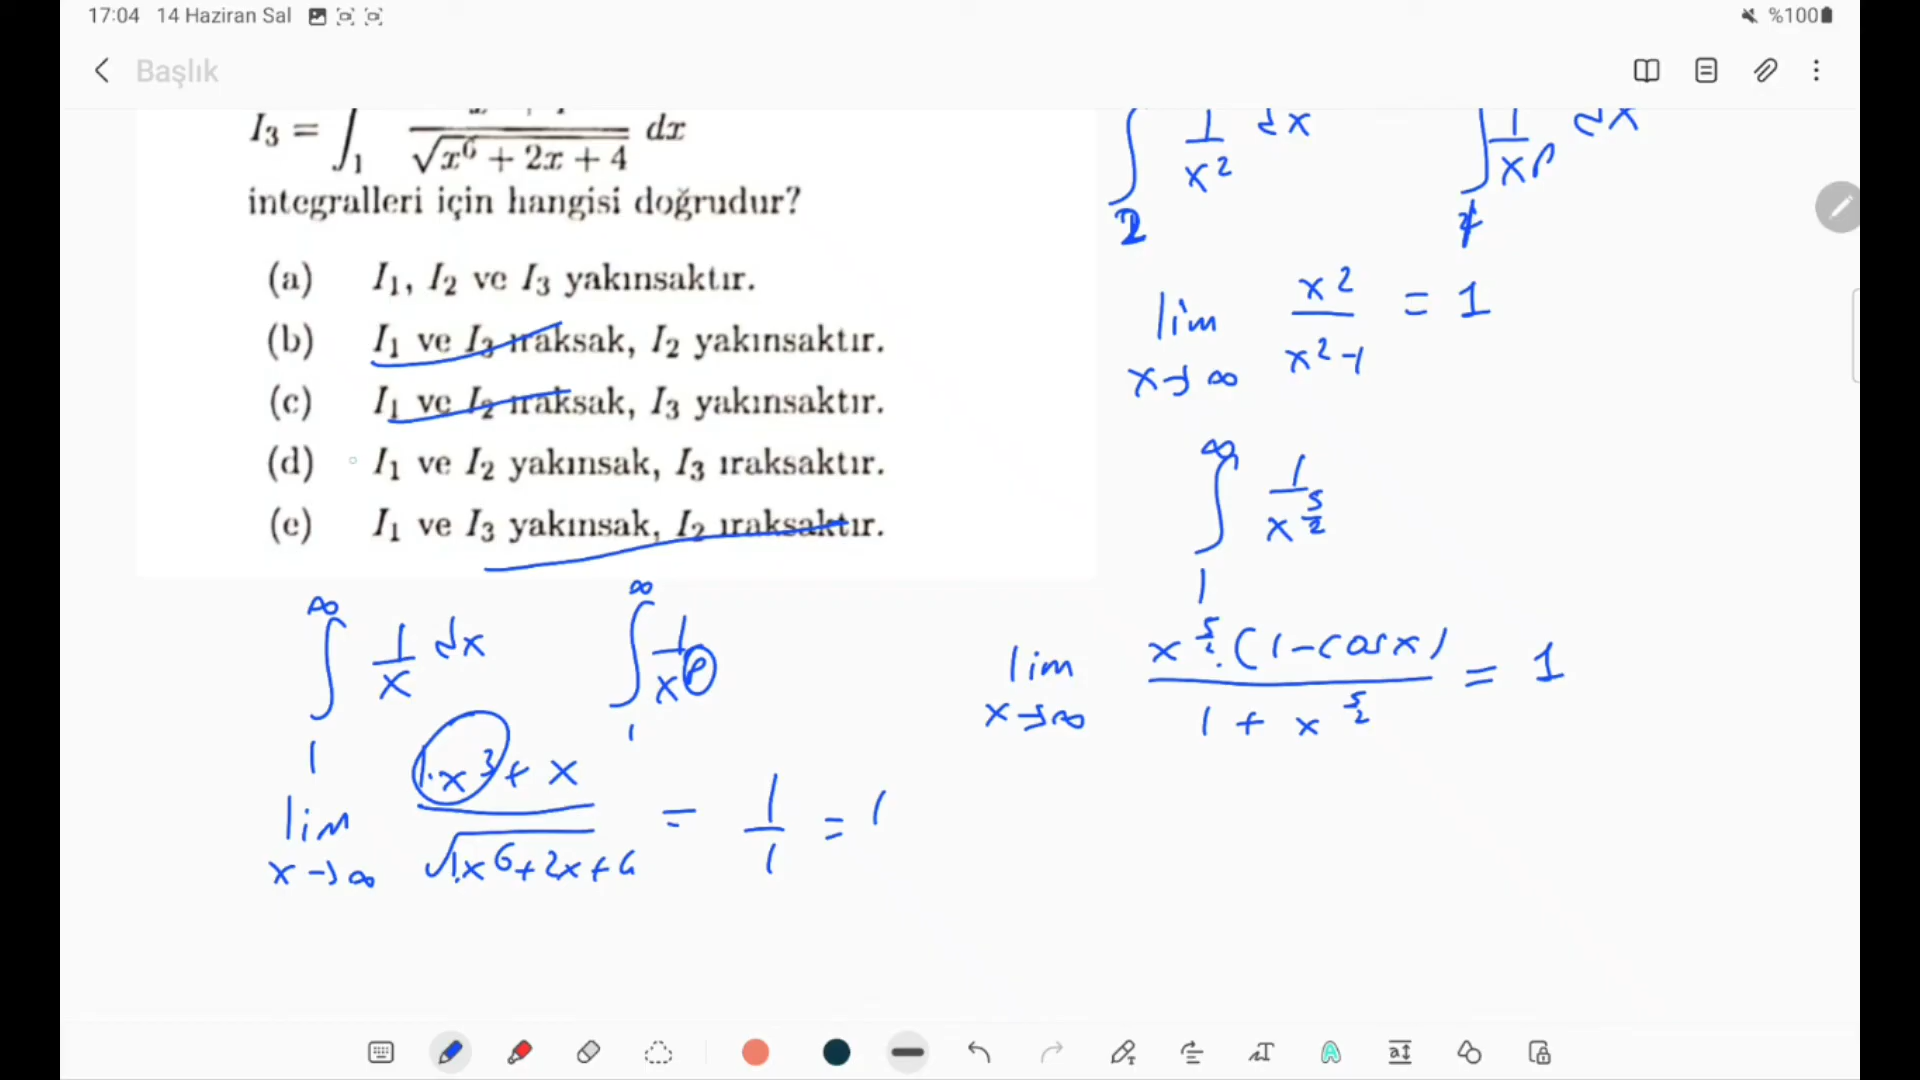 17:04 14 Haziran Sal %100
Başlık
I₃ = ∫₁ / √(x⁶ + 2x + 4) dx
integralleri için hangisi doğrudur?
(a) I₁, I₂ ve I₃ yakınsaktır.
(b) I₁ ve I₃ ıraksak, I₂ yakınsaktır.
(c) I₁ ve I₂ ıraksak, I₃ yakınsaktır.
(d) I₁ ve I₂ yakınsak, I₃ ıraksaktır.
(e) I₁ ve I₃ yakınsak, I₂ ıraksaktır.
∫₁^∞ 1/x dx ∫₁^∞ 1/x^p
lim x→∞ (1·x³ + x)/√(1·x⁶ + 2x + 4) = 1/1 = 1
∫₂ 1/x² dx ∫ 1/x^p dx
lim x→∞ x²/(x²-1) = 1
∫₁^∞ 1/x^(5/2)
lim x→∞ x^(5/2)·(1-cosx)/(1 + x^(5/2)) = 1